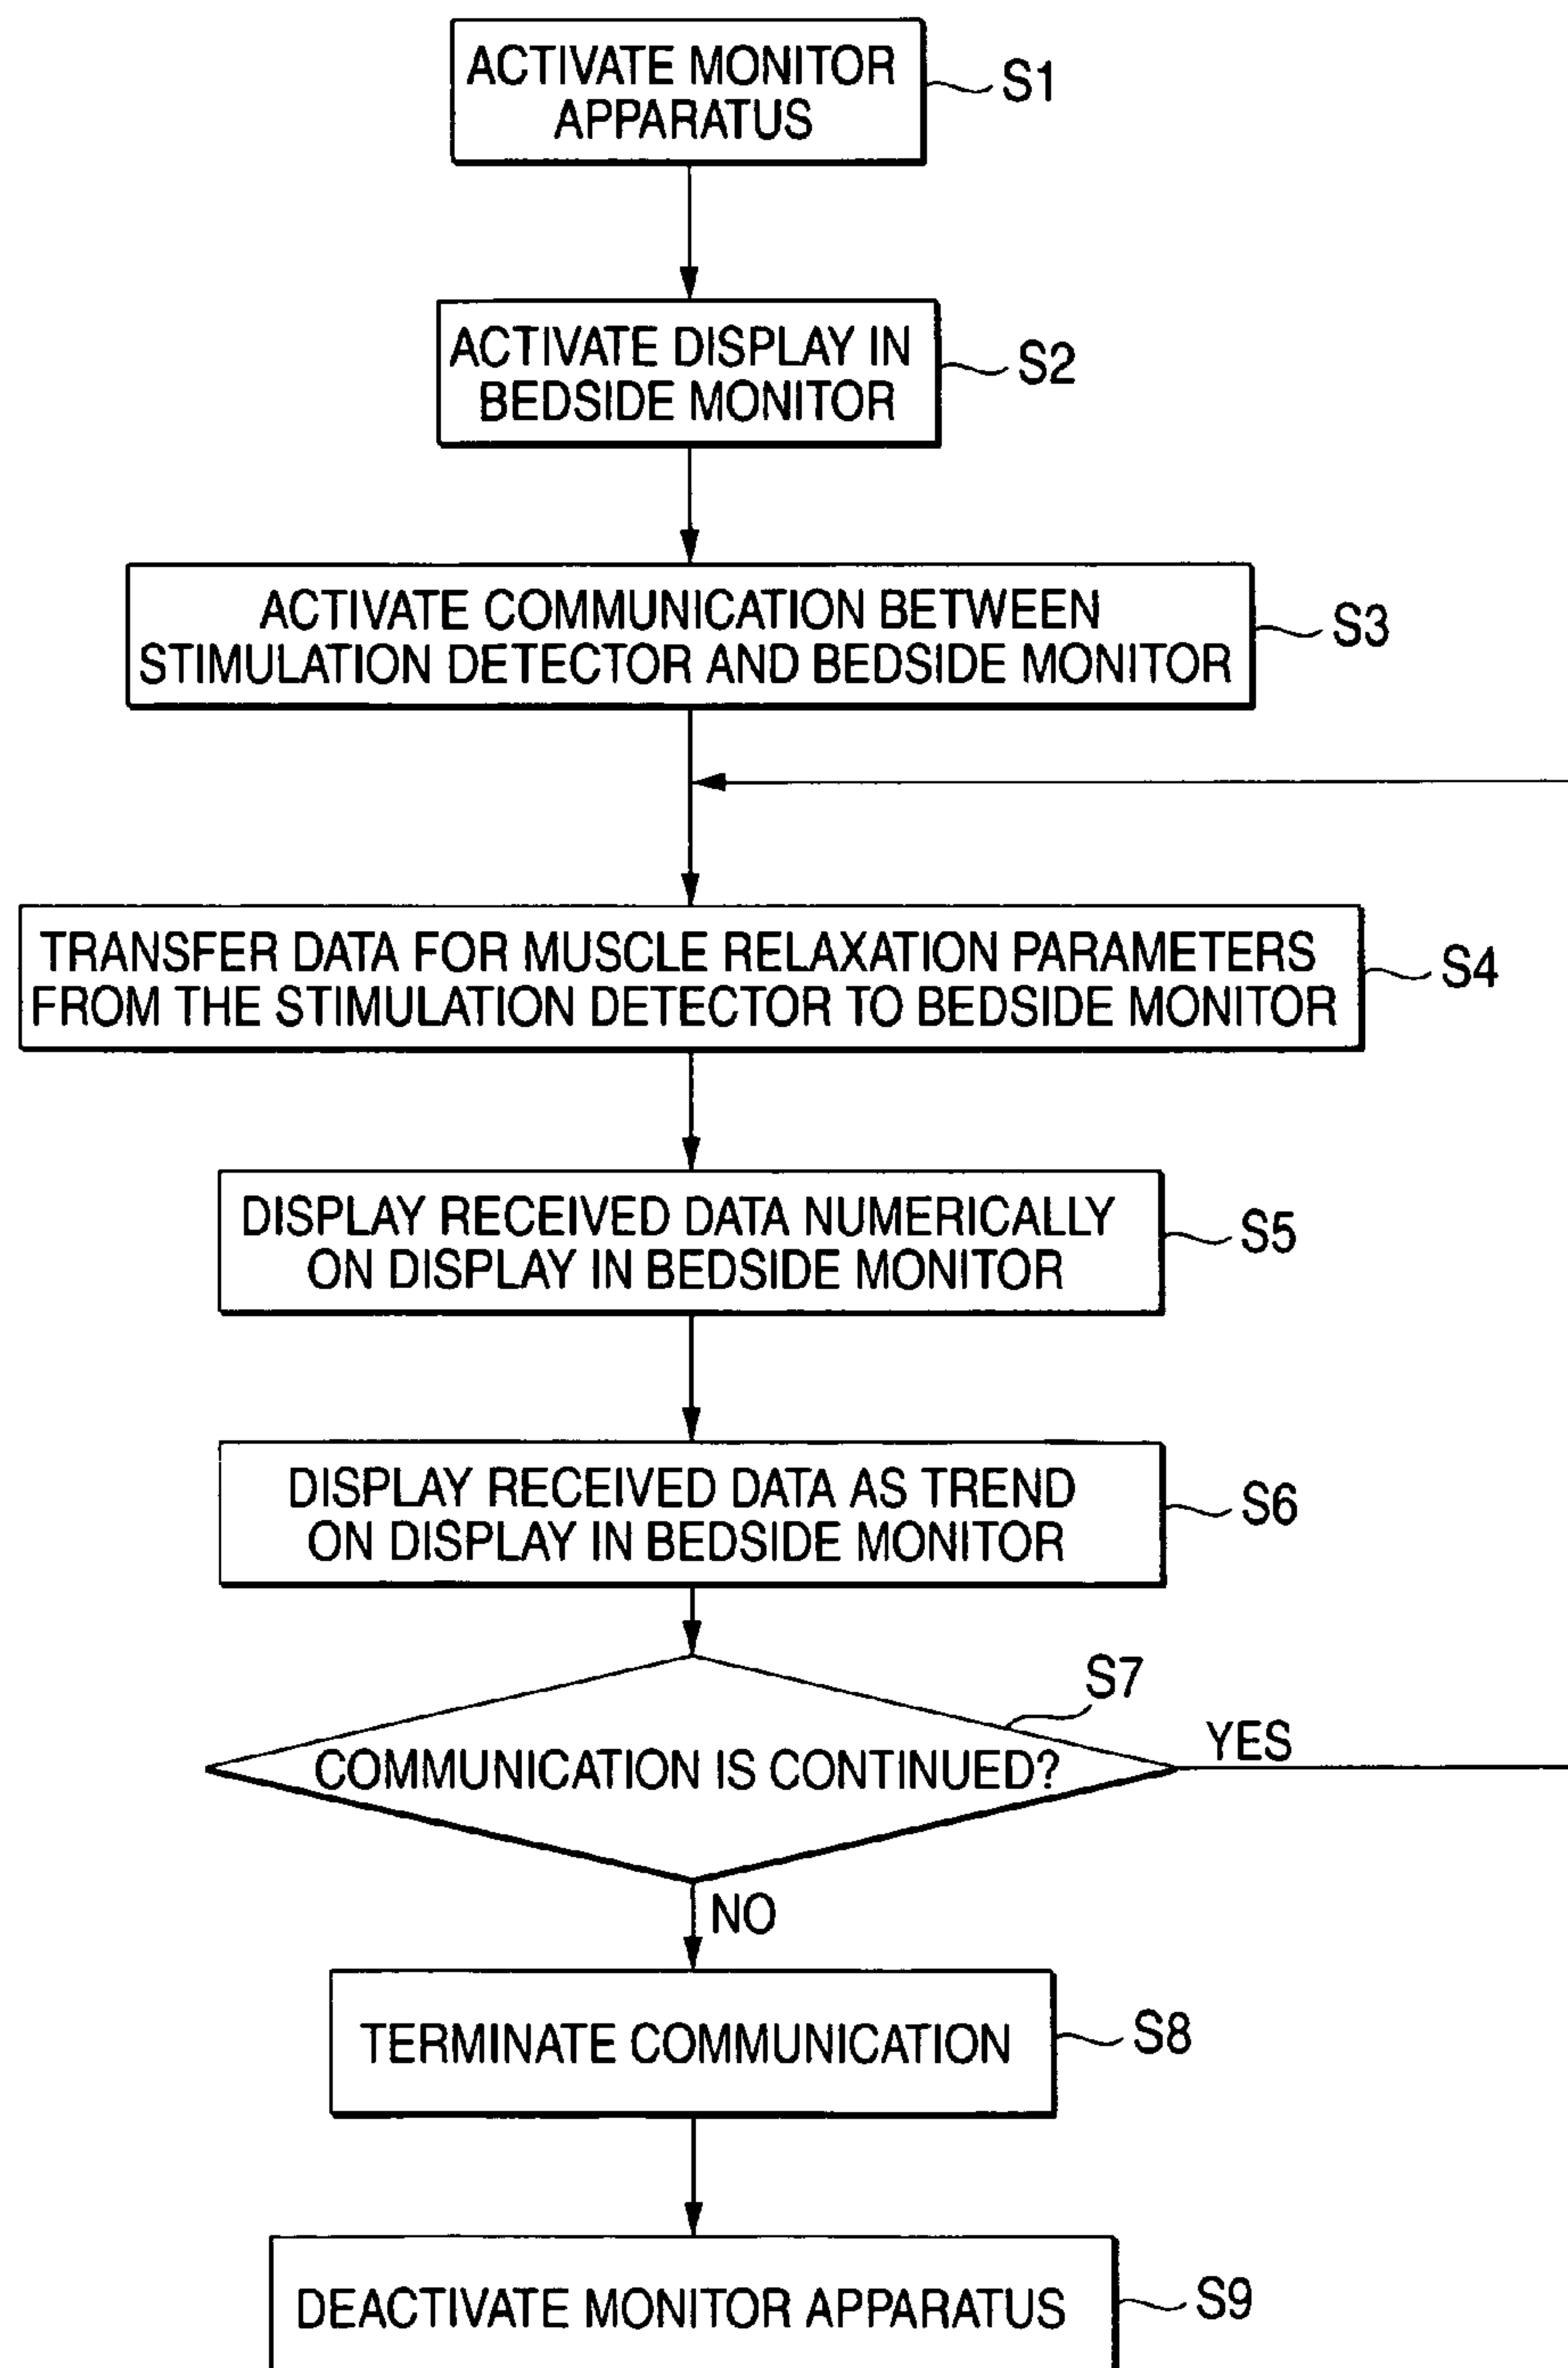 ACTIVATE MONITOR
APPARATUS
S1
ACTIVATE DISPLAY IN
BEDSIDE MONITOR
S2
ACTIVATE COMMUNICATION BETWEEN
STIMULATION DETECTOR AND BEDSIDE MONITOR
S3
TRANSFER DATA FOR MUSCLE RELAXATION PARAMETERS
FROM THE STIMULATION DETECTOR TO BEDSIDE MONITOR
S4
DISPLAY RECEIVED DATA NUMERICALLY
ON DISPLAY IN BEDSIDE MONITOR
S5
DISPLAY RECEIVED DATA AS TREND
ON DISPLAY IN BEDSIDE MONITOR
S6
S7
COMMUNICATION IS CONTINUED?
YES
NO
TERMINATE COMMUNICATION
S8
DEACTIVATE MONITOR APPARATUS
S9